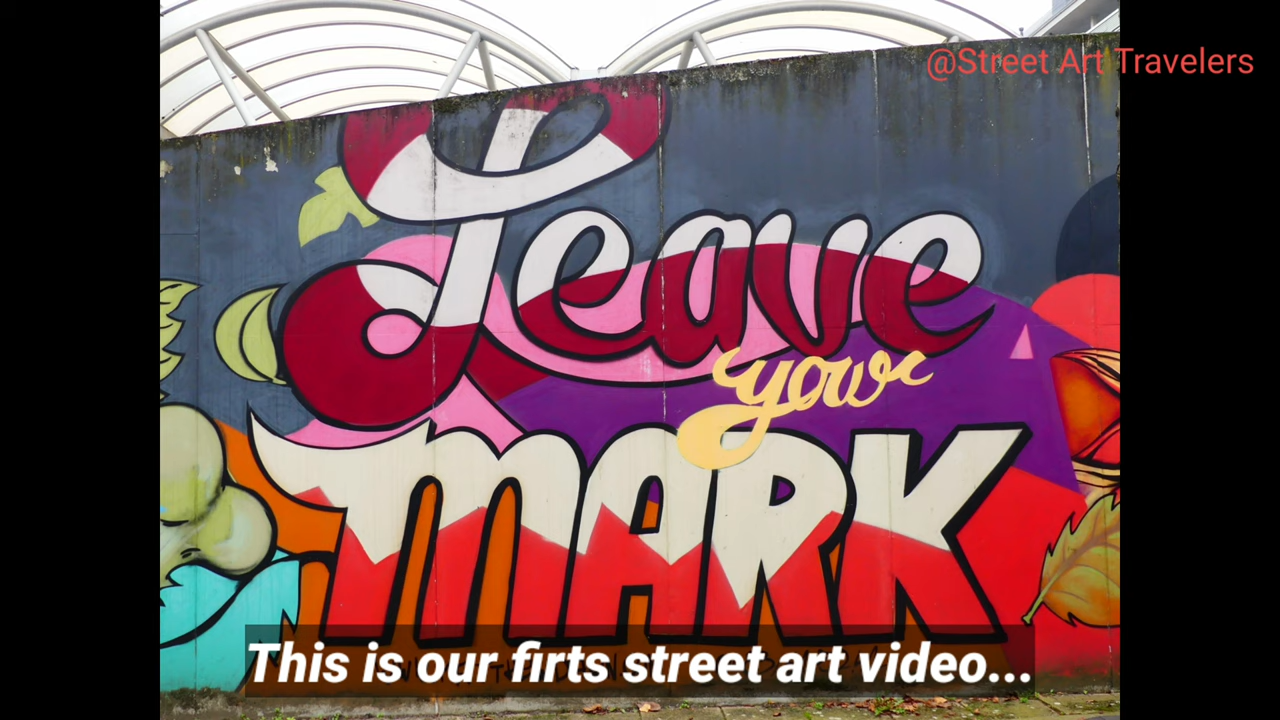 @Street Art Travelers
Leave
your
MARK
This is our firts street art video...